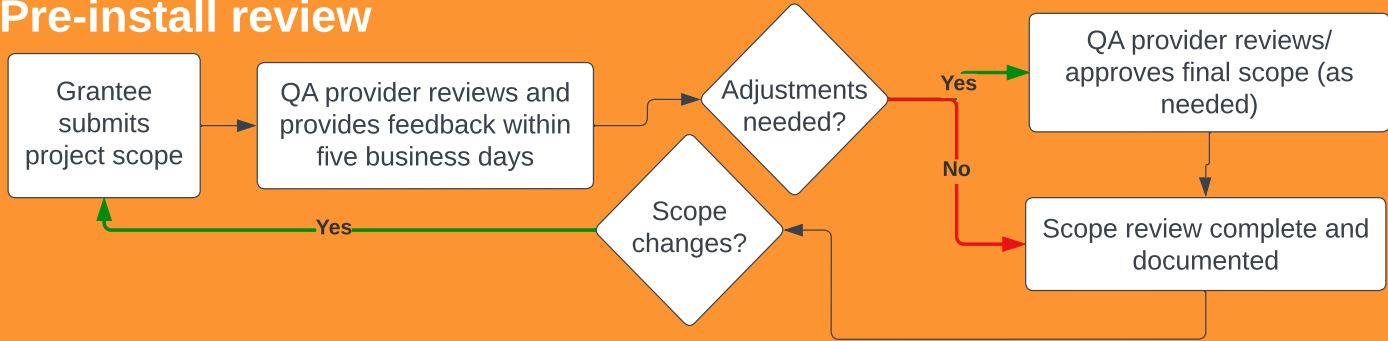 Pre-install review
Grantee
submits
project scope
QA provider reviews and
provides feedback within
five business days
Adjustments
needed?
Yes
No
QA provider reviews/
approves final scope (as
needed)
Scope review complete and
documented
Scope
changes?
Yes